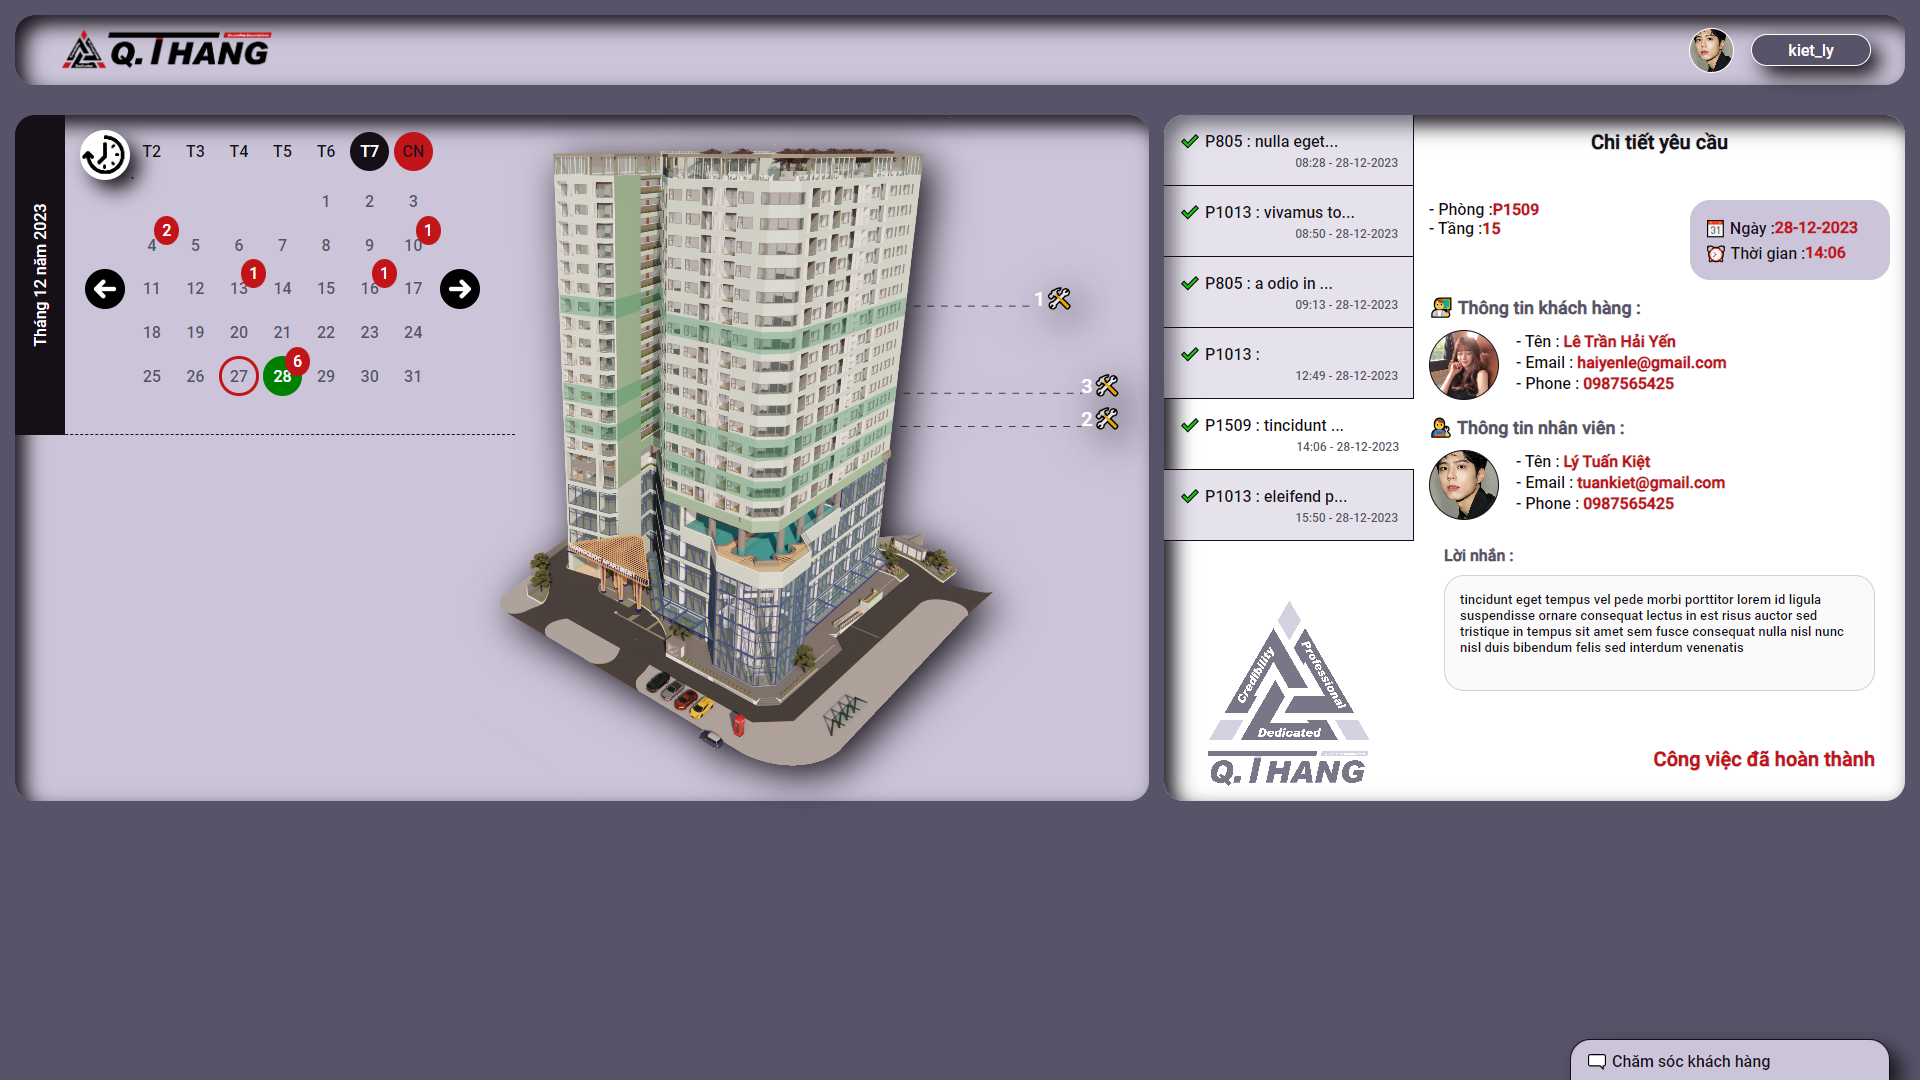 Q.THANG
kiet_ly
Tháng 12 năm 2023
T2 T3 T4 T5 T6 T7 CN
1 2 3
2 1
4 5 6 7 8 9 10
1 1
11 12 13 14 15 16 17
18 19 20 21 22 23 24
6
25 26 27 28 29 30 31
1
3
2
P805 : nulla eget...
08:28 - 28-12-2023
P1013 : vivamus to...
08:50 - 28-12-2023
P805 : a odio in ...
09:13 - 28-12-2023
P1013 :
12:49 - 28-12-2023
P1509 : tincidunt ...
14:06 - 28-12-2023
P1013 : eleifend p...
15:50 - 28-12-2023
Credibility
Professional
Dedicated
Q.THANG
Chi tiết yêu cầu
- Phòng :P1509
- Tầng :15
Ngày :28-12-2023
Thời gian :14:06
Thông tin khách hàng :
- Tên : Lê Trần Hải Yến
- Email : haiyenle@gmail.com
- Phone : 0987565425
Thông tin nhân viên :
- Tên : Lý Tuấn Kiệt
- Email : tuankiet@gmail.com
- Phone : 0987565425
Lời nhắn :
tincidunt eget tempus vel pede morbi porttitor lorem id ligula
suspendisse ornare consequat lectus in est risus auctor sed
tristique in tempus sit amet sem fusce consequat nulla nisl nunc
nisl duis bibendum felis sed interdum venenatis
Công việc đã hoàn thành
Chăm sóc khách hàng